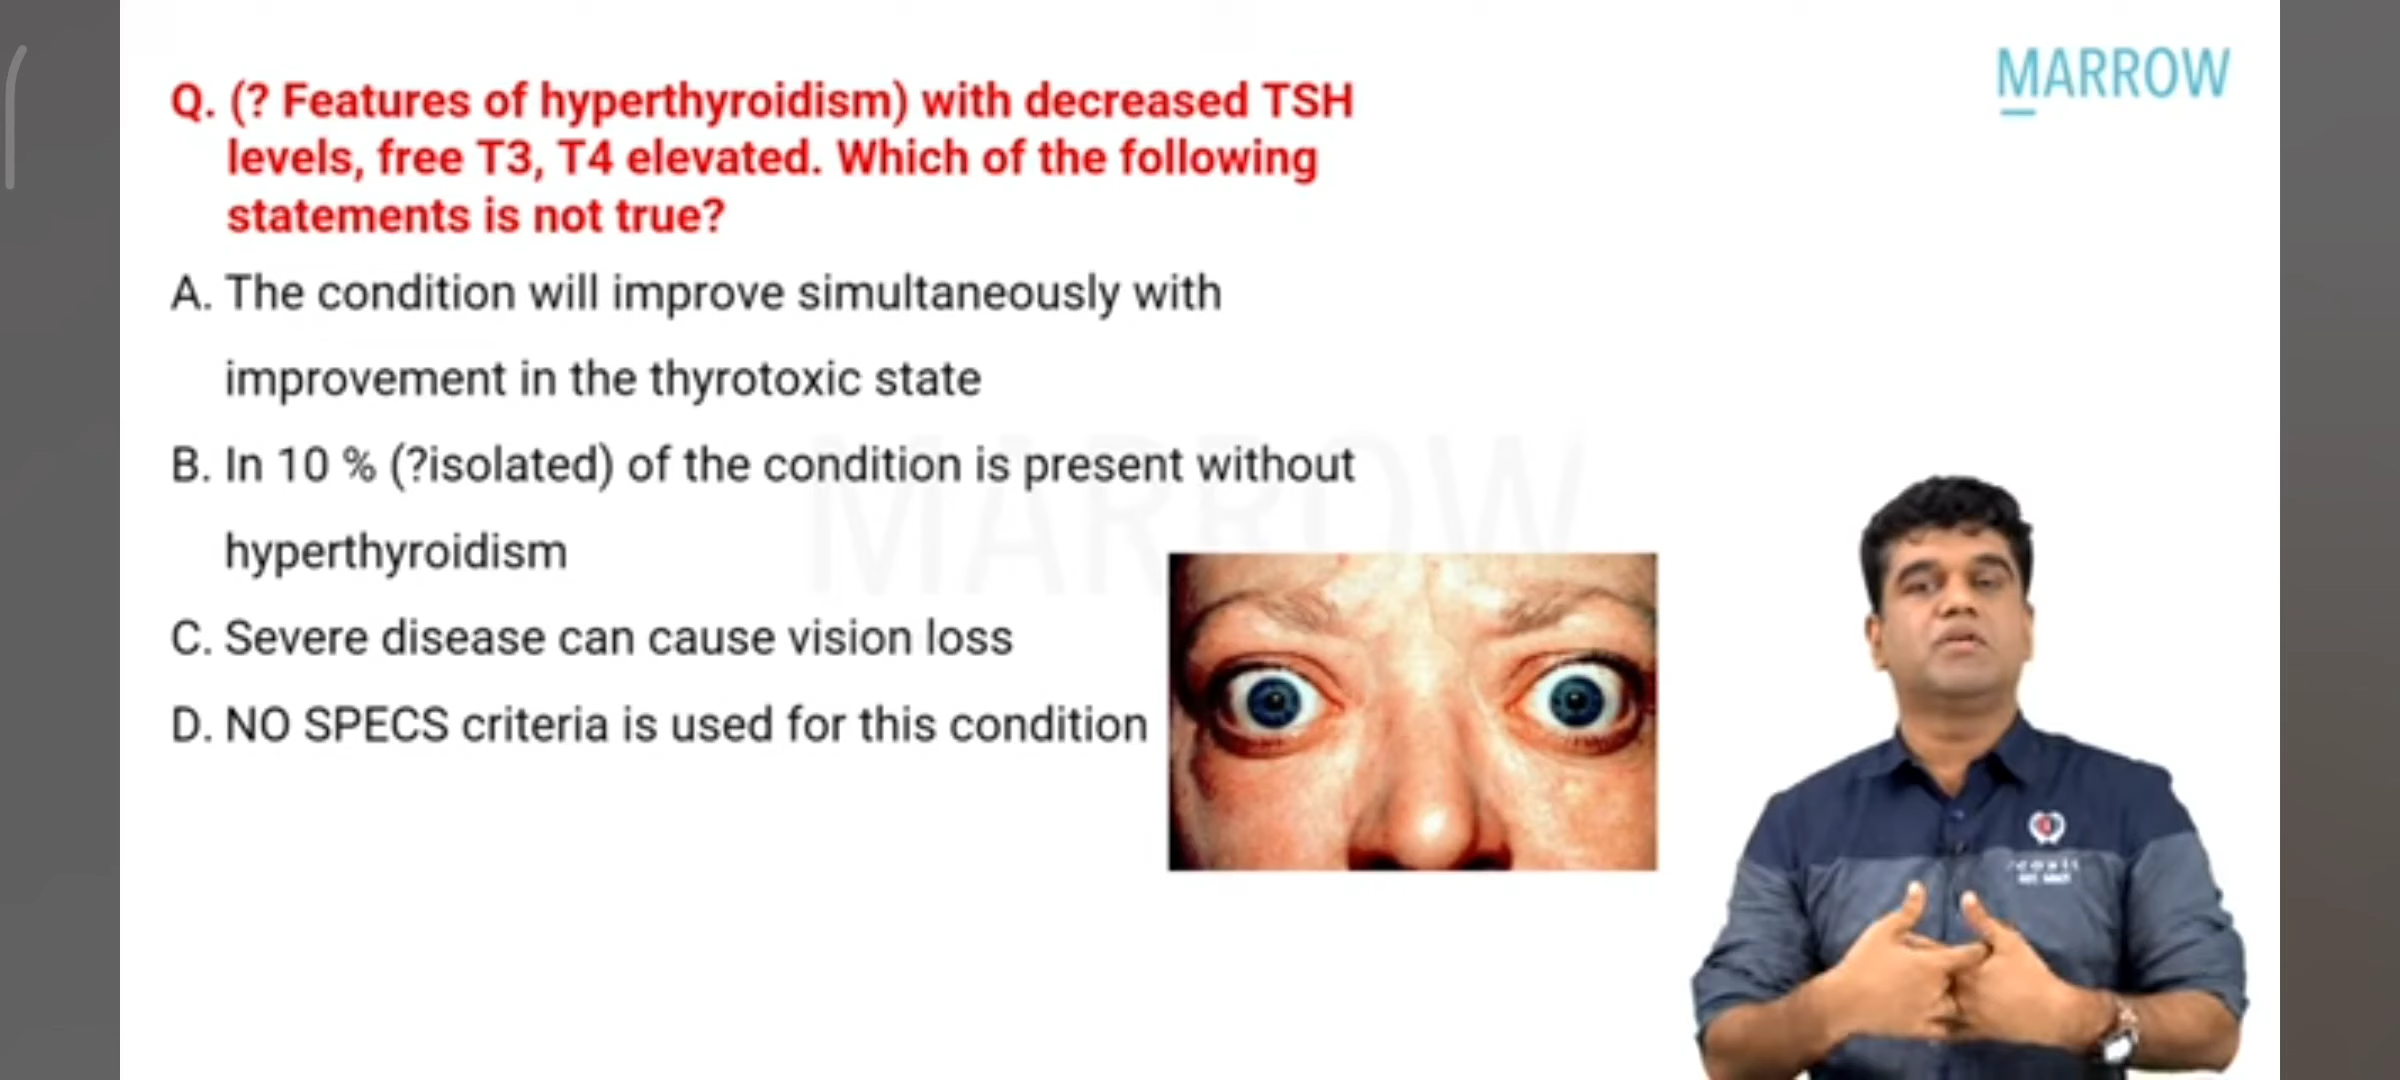 MARROW
Q. (? Features of hyperthyroidism) with decreased TSH
levels, free T3, T4 elevated. Which of the following
statements is not true?
A. The condition will improve simultaneously with
improvement in the thyrotoxic state
B. In 10 % (?isolated) of the condition is present without
hyperthyroidism
C. Severe disease can cause vision loss
D. NO SPECS criteria is used for this condition
MARROW